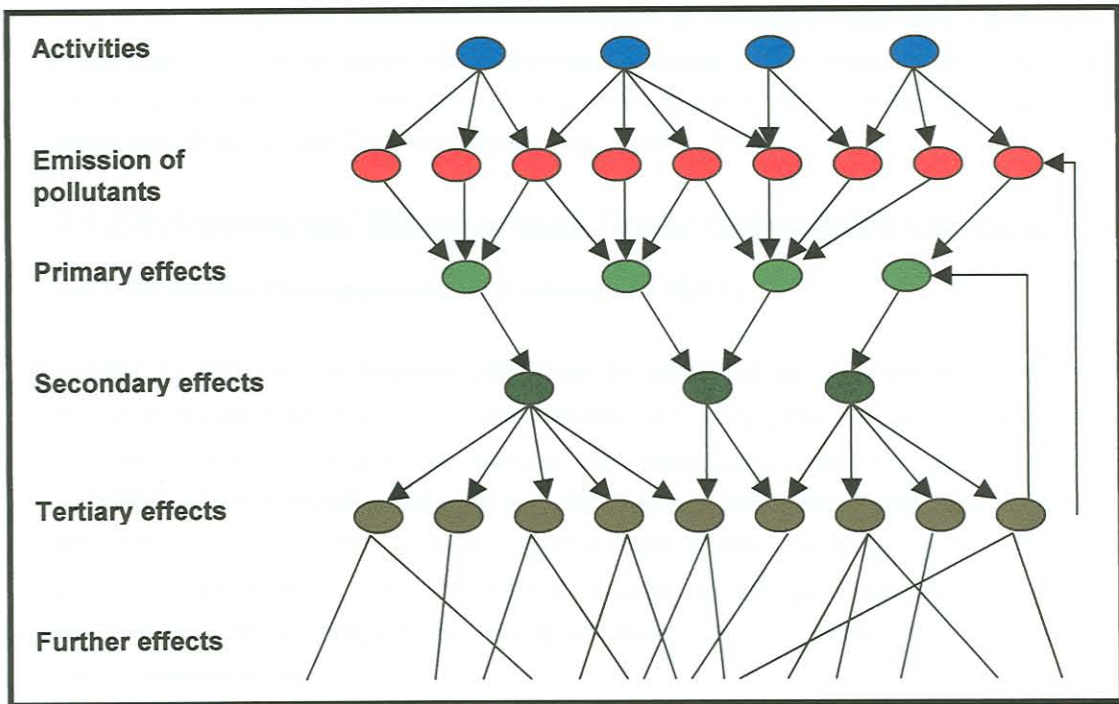 Activities
Emission of
pollutants
Primary effects
Secondary effects
Tertiary effects
Further effects